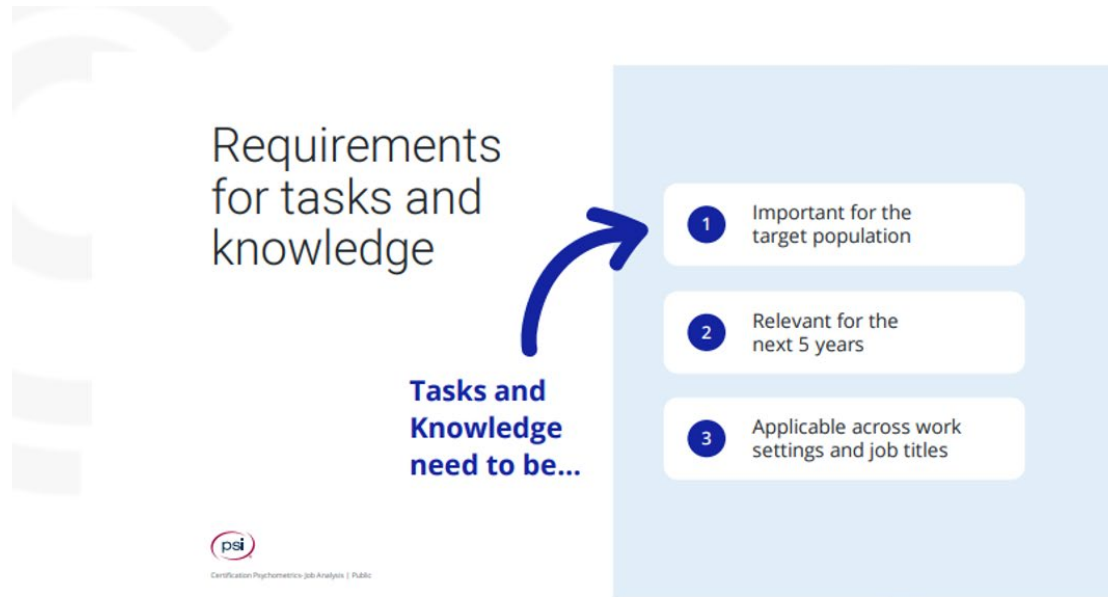 Requirements
for tasks and
knowledge
Tasks and
Knowledge
need to be...
1
Important for the
target population
2
Relevant for the
next 5 years
3
Applicable across work
settings and job titles
psi
Certification Psychometrics-Job Analysis | Public